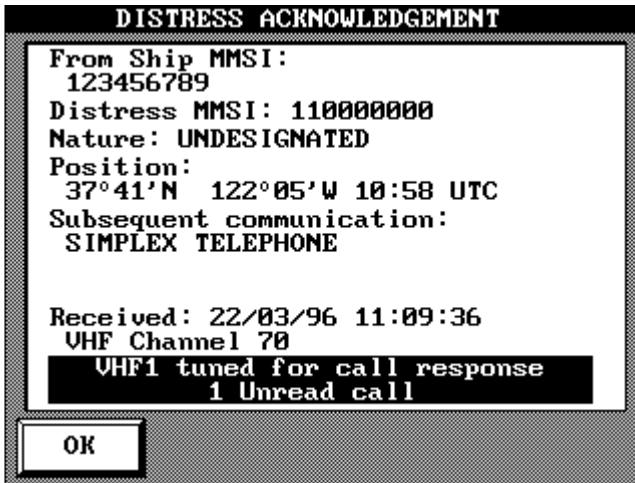 DISTRESS ACKNOWLEDGEMENT
From Ship MMSI:
123456789
Distress MMSI: 110000000
Nature: UNDESIGNATED
Position:
37°41'N 122°05'W 10:58 UTC
Subsequent communication:
SIMPLEX TELEPHONE
Received: 22/03/96 11:09:36
VHF Channel 70
VHF1 tuned for call response
1 Unread call
OK